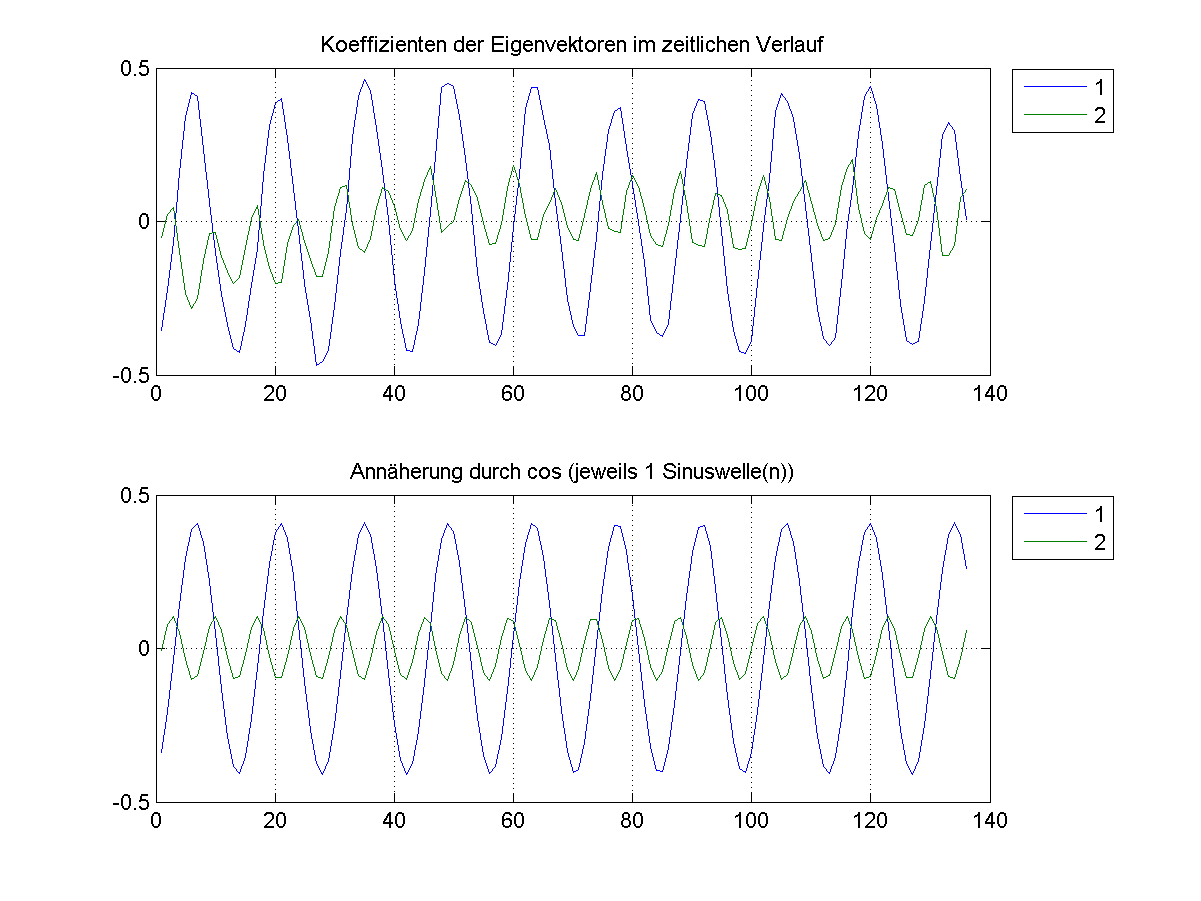 Koeffizienten der Eigenvektoren im zeitlichen Verlauf
0.5
0
-0.5
0 20 40 60 80 100 120 140
1
2
Annäherung durch cos (jeweils 1 Sinuswelle(n))
0.5
0
-0.5
0 20 40 60 80 100 120 140
1
2